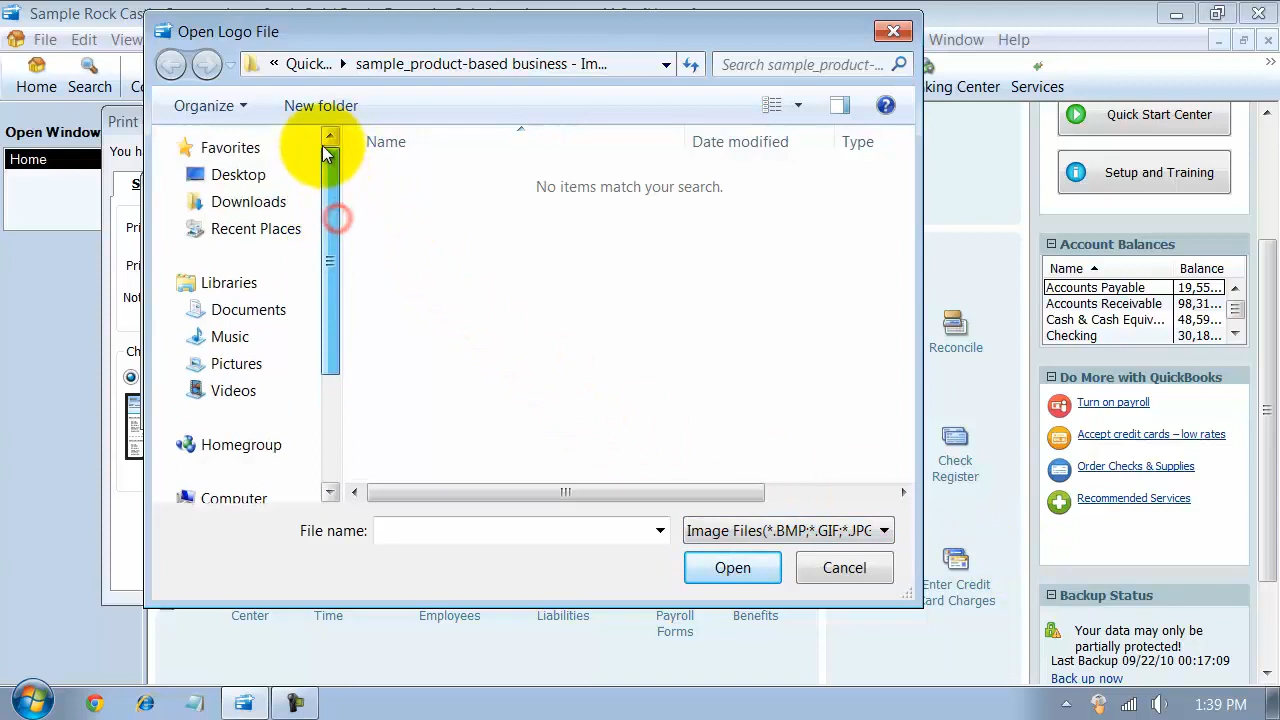 Sample Rock Cast
File Edit View
Window Help
Home Search
king Center Services
Open Logo File
Quick... sample_product-based business - Im...
Search sample_product-...
Organize New folder
Open Window
Home
Print
You h
S
Favorites
Desktop
Downloads
Recent Places
Libraries
Documents
Music
Pictures
Videos
Homegroup
Computer
Name Date modified Type
No items match your search.
File name:
Image Files(*.BMP;*.GIF;*.JPG
Open Cancel
Quick Start Center
Setup and Training
Account Balances
Name Balance
Accounts Payable 19,55...
Accounts Receivable 98,31...
Cash & Cash Equiv... 48,59...
Checking 30,18...
Reconcile
Check
Register
Enter Credit
Card Charges
Do More with QuickBooks
Turn on payroll
Accept credit cards – low rates
Order Checks & Supplies
Recommended Services
Backup Status
Your data may only be
partially protected!
Last Backup 09/22/10 00:17:09
Back up now
Center Time Employees Liabilities Payroll
Forms Benefits
1:39 PM